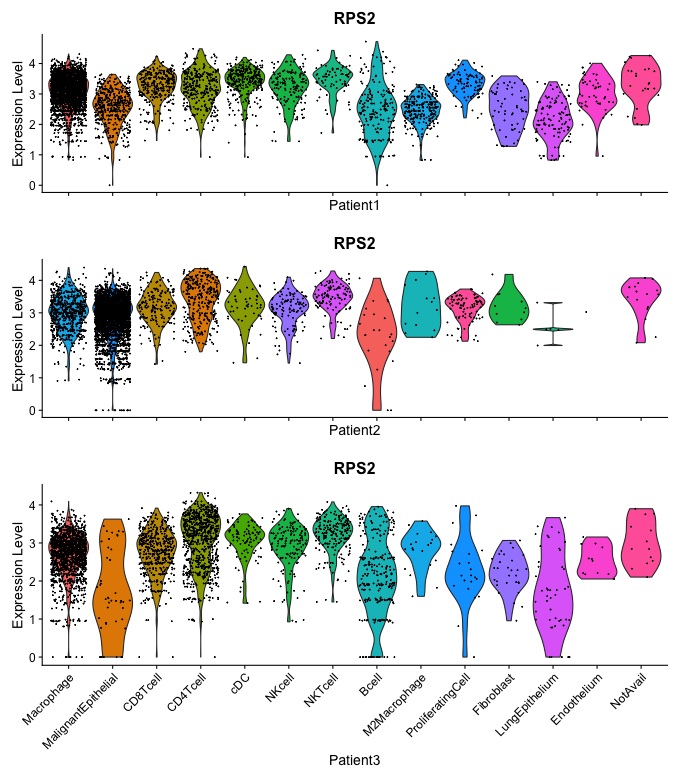 RPS2
Expression Level
4
3
2
1
0
Patient1
RPS2
Expression Level
4
3
2
1
0
Patient2
RPS2
Expression Level
4
3
2
1
0
Macrophage
MalignantEpithelial
CD8Tcell
CD4Tcell
cDC
NKcell
NKTcell
Bcell
M2Macrophage
ProliferatingCell
Fibroblast
LungEpithelium
Endothelium
NotAvail
Patient3